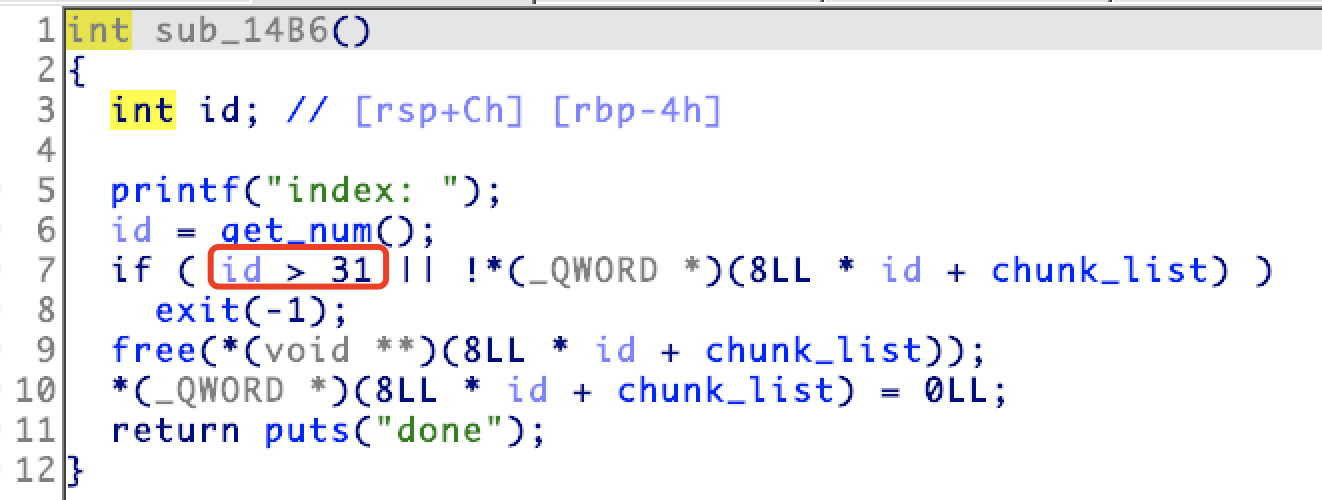 1 int sub_14B6()
2 {
3 int id; // [rsp+Ch] [rbp-4h]
4
5 printf("index: ");
6 id = get_num();
7 if ( id > 31 || !*(_QWORD *)(8LL * id + chunk_list) )
8 exit(-1);
9 free(*(void **)(8LL * id + chunk_list));
10 *(_QWORD *)(8LL * id + chunk_list) = 0LL;
11 return puts("done");
12 }